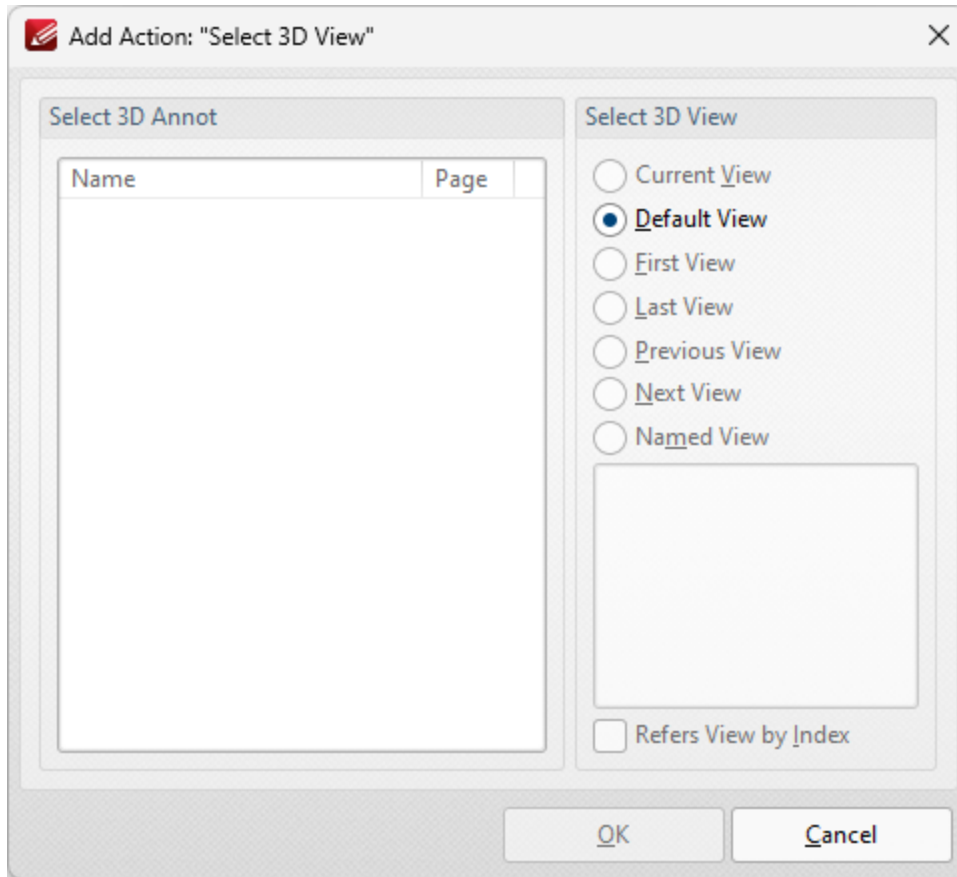 Add Action: "Select 3D View"
Select 3D Annot
Name Page
Select 3D View
Current View
Default View
First View
Last View
Previous View
Next View
Named View
Refers View by Index
OK Cancel